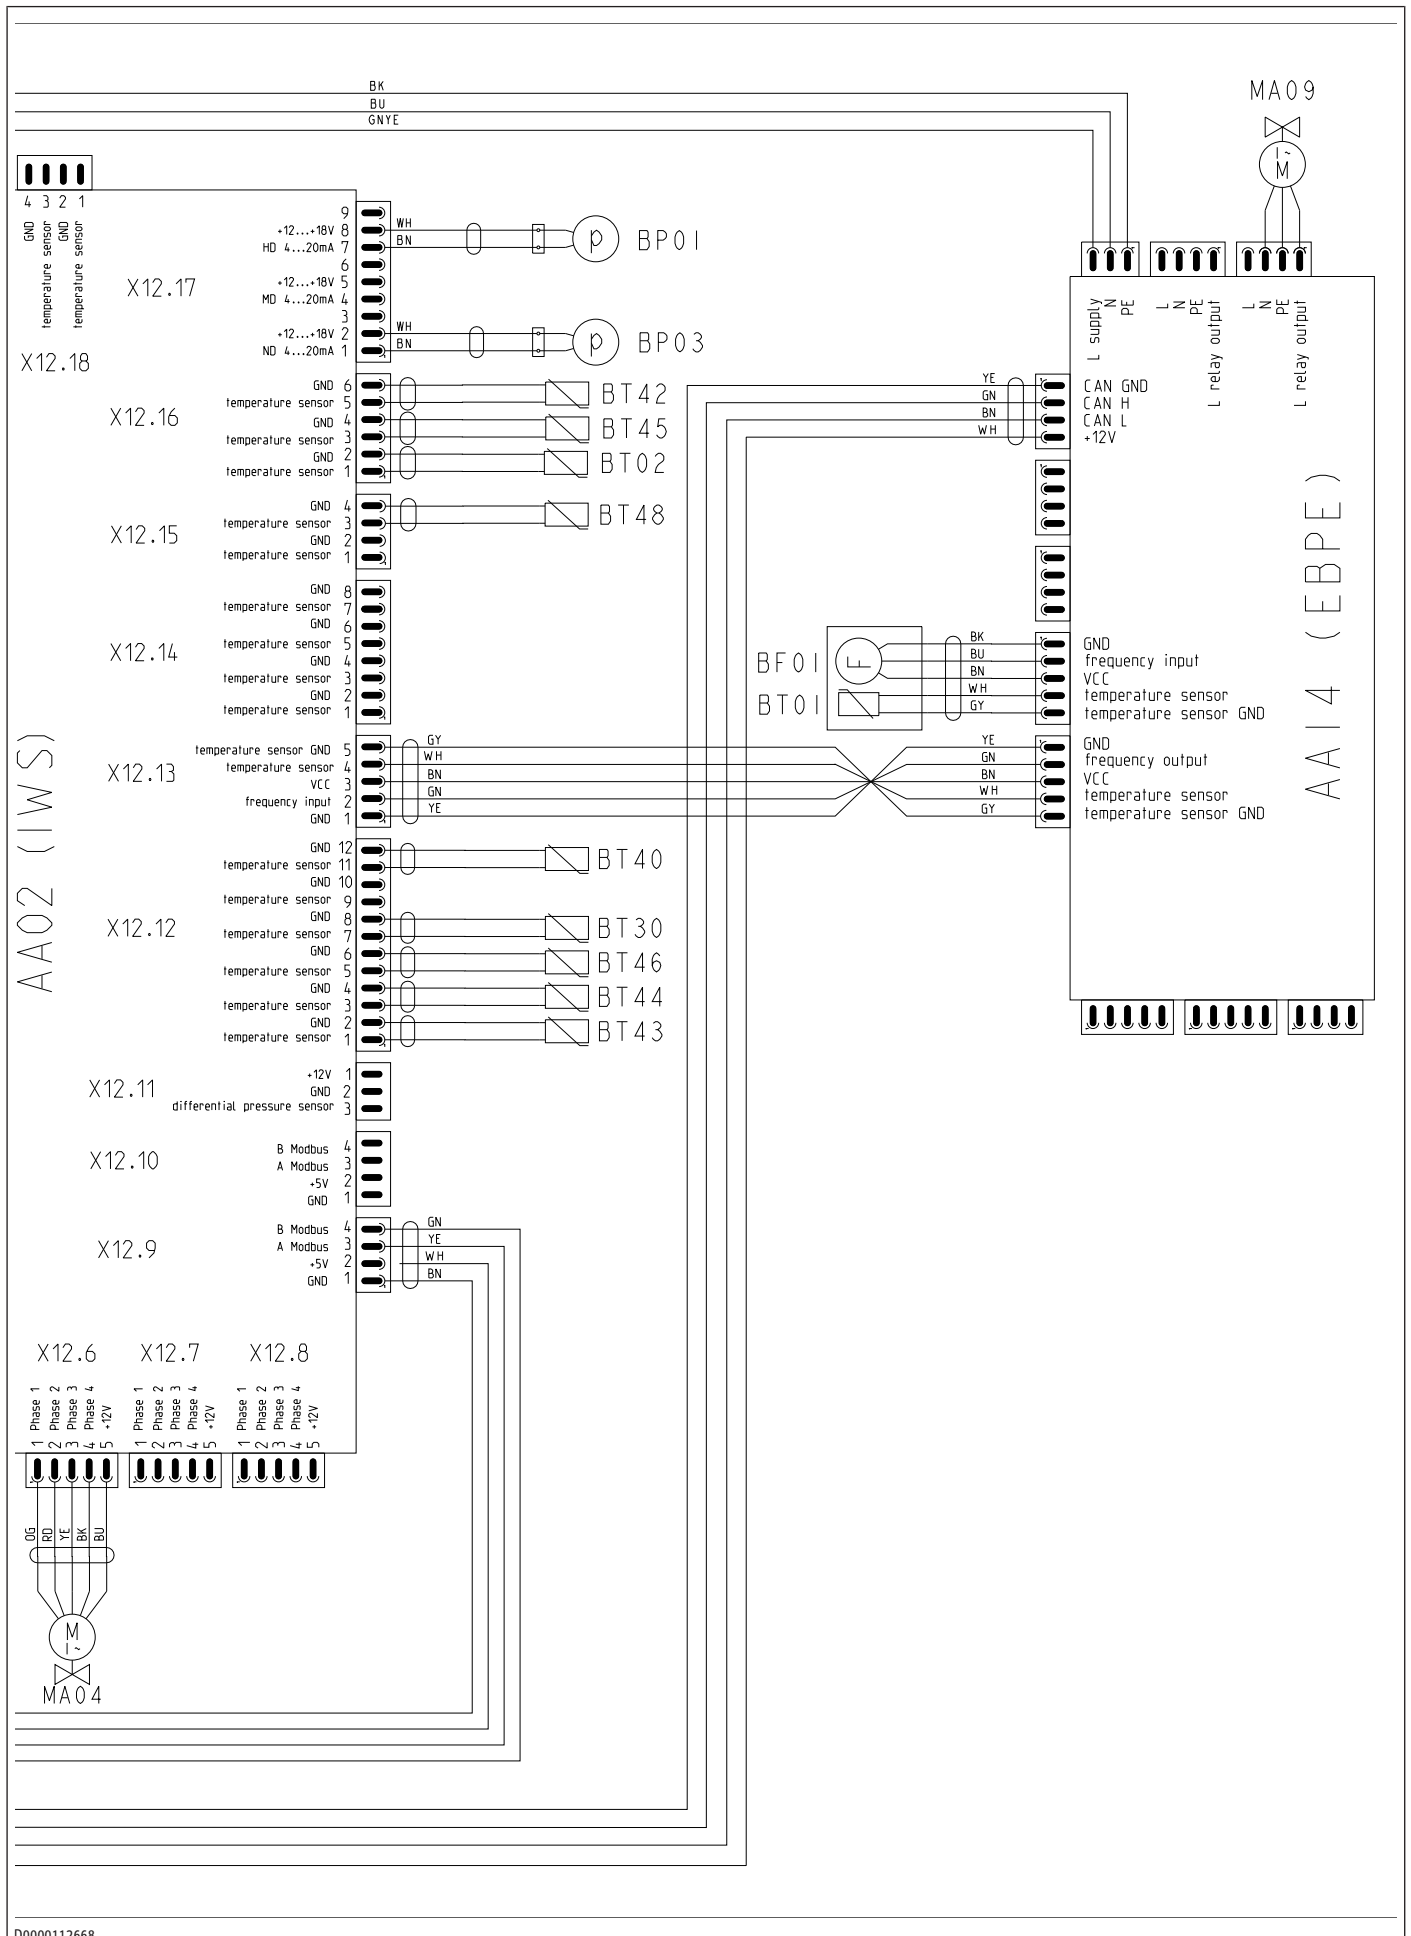 BK
BU
GNYE
MA09
1~
M
4 3 2 1
GND
temperature sensor
GND
temperature sensor
X12.18
X12.17
9
+12...+18V 8 WH
HD 4...20mA 7 BN
BP01
6
+12...+18V 5
MD 4...20mA 4
3
+12...+18V 2 WH
ND 4...20mA 1 BN
BP03
X12.16
GND 6
temperature sensor 5
BT42
GND 4
temperature sensor 3
BT45
GND 2
temperature sensor 1
BT02
X12.15
GND 4
temperature sensor 3
BT48
GND 2
temperature sensor 1
X12.14
GND 8
temperature sensor 7
GND 6
temperature sensor 5
GND 4
temperature sensor 3
GND 2
temperature sensor 1
AA02 (IWS)
X12.13
temperature sensor GND 5 GY
temperature sensor 4 WH
VCC 3 BN
frequency input 2 GN
GND 1 YE
X12.12
GND 12
temperature sensor 11
BT40
GND 10
temperature sensor 9
GND 8
temperature sensor 7
BT30
GND 6
temperature sensor 5
BT46
GND 4
temperature sensor 3
BT44
GND 2
temperature sensor 1
BT43
X12.11
+12V 1
GND 2
differential pressure sensor 3
X12.10
B Modbus 4
A Modbus 3
+5V 2
GND 1
X12.9
B Modbus 4 GN
A Modbus 3 YE
+5V 2 WH
GND 1 BN
X12.6
1 Phase 1
2 Phase 2
3 Phase 3
4 Phase 4
5 +12V
X12.7
1 Phase 1
2 Phase 2
3 Phase 3
4 Phase 4
5 +12V
X12.8
1 Phase 1
2 Phase 2
3 Phase 3
4 Phase 4
5 +12V
OG
RD
YE
BK
BU
M
1~
MA04
L supply
N
PE
L
N
PE
L relay output
L
N
PE
L relay output
YE CAN GND
GN CAN H
BN CAN L
WH +12V
AA14 (EBPE)
BF01
F
BT01
BK GND
BU frequency input
BN VCC
WH temperature sensor
GY temperature sensor GND
YE GND
GN frequency output
BN VCC
WH temperature sensor
GY temperature sensor GND
p
p
D0000112668